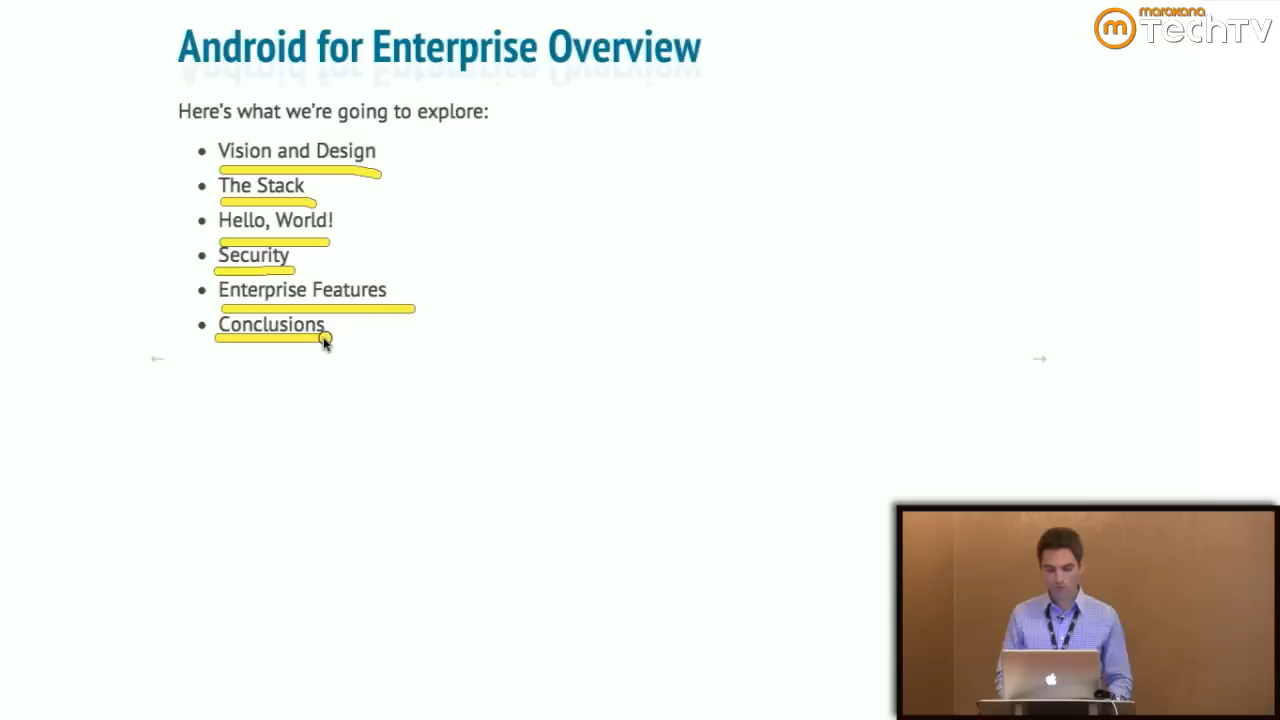 Android for Enterprise Overview
marakana
TechTV
Here's what we're going to explore:
• Vision and Design
• The Stack
• Hello, World!
• Security
• Enterprise Features
• Conclusions